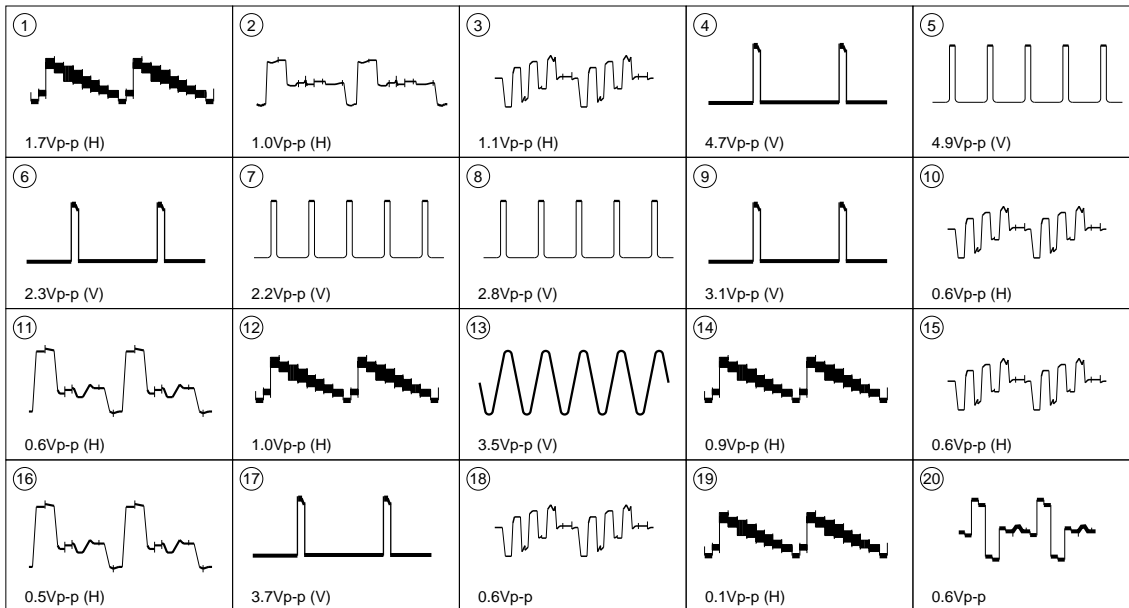 1 2 3 4 5
1.7Vp-p (H) 1.0Vp-p (H) 1.1Vp-p (H) 4.7Vp-p (V) 4.9Vp-p (V)
6 7 8 9 10
2.3Vp-p (V) 2.2Vp-p (V) 2.8Vp-p (V) 3.1Vp-p (V) 0.6Vp-p (H)
11 12 13 14 15
0.6Vp-p (H) 1.0Vp-p (H) 3.5Vp-p (V) 0.9Vp-p (H) 0.6Vp-p (H)
16 17 18 19 20
0.5Vp-p (H) 3.7Vp-p (V) 0.6Vp-p 0.1Vp-p (H) 0.6Vp-p